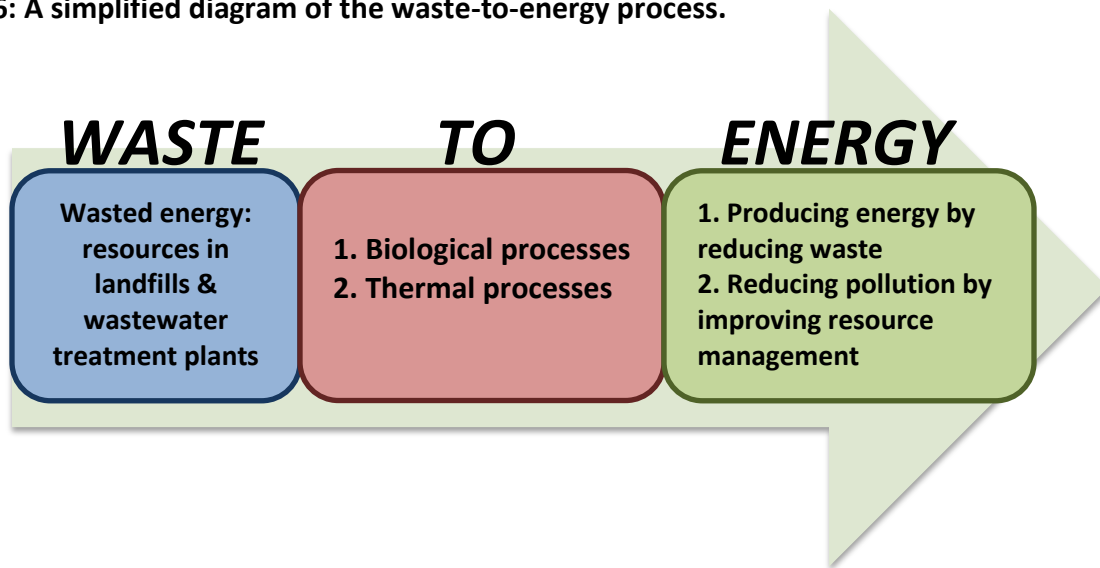 5: A simplified diagram of the waste-to-energy process.
WASTE TO ENERGY
Wasted energy:
resources in
landfills &
wastewater
treatment plants
1. Biological processes
2. Thermal processes
1. Producing energy by
reducing waste
2. Reducing pollution by
improving resource
management